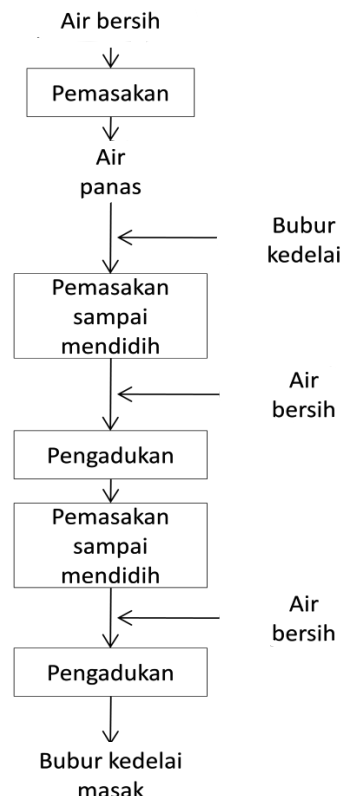 Air bersih
Pemasakan
Air
panas
Bubur
kedelai
Pemasakan
sampai
mendidih
Air
bersih
Pengadukan
Pemasakan
sampai
mendidih
Air
bersih
Pengadukan
Bubur kedelai
masak